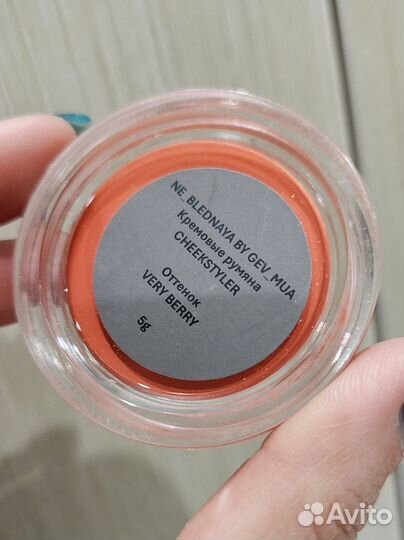 NE_BLEDNAYA BY GEV_MUA
Кремовые румяна
CHEEKSTYLER
Оттенок
VERY BERRY
5g
Avito